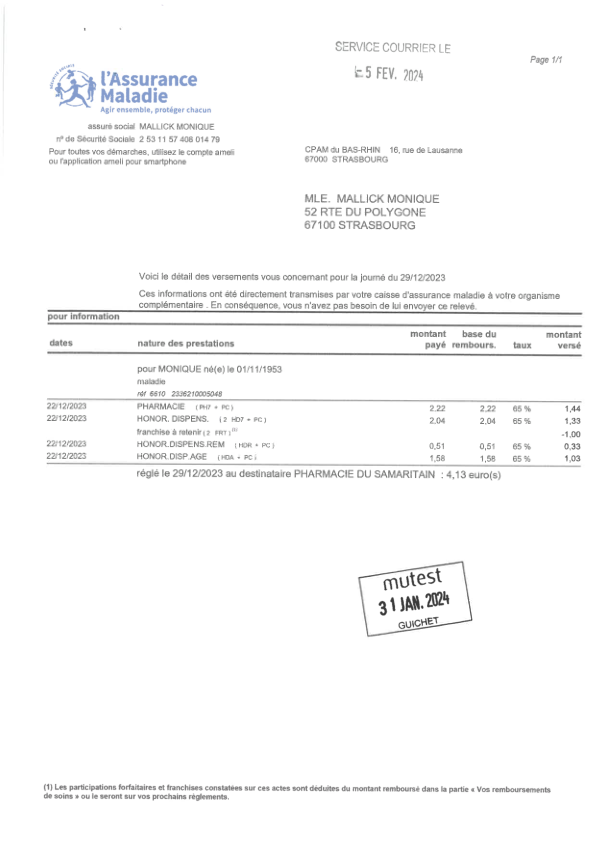 SERVICE COURRIER LE
5 FEV. 2024
Page 1/1
SÉCURITÉ SOCIALE
l'Assurance
Maladie
Agir ensemble, protéger chacun
assuré social MALLICK MONIQUE
n° de Sécurité Sociale 2 53 11 57 408 014 79
Pour toutes vos démarches, utilisez le compte ameli
ou l'application ameli pour smartphone
CPAM du BAS-RHIN 16, rue de Lausanne
67000 STRASBOURG
MLE. MALLICK MONIQUE
52 RTE DU POLYGONE
67100 STRASBOURG
Voici le détail des versements vous concernant pour la journée du 29/12/2023
Ces informations ont été directement transmises par votre caisse d'assurance maladie à votre organisme
complémentaire . En conséquence, vous n'avez pas besoin de lui envoyer ce relevé.
pour information
dates nature des prestations montant payé base du rembours. taux montant versé
pour MONIQUE né(e) le 01/11/1953
maladie
réf 6610 2336210005048
22/12/2023 PHARMACIE (PH7 + PC) 2,22 2,22 65 % 1,44
22/12/2023 HONOR. DISPENS. (2 HD7 + PC) 2,04 2,04 65 % 1,33
franchise à retenir (2 FRT) (1) -1,00
22/12/2023 HONOR.DISPENS.REM (HDR + PC) 0,51 0,51 65 % 0,33
22/12/2023 HONOR.DISP.AGE (HDA + PC) 1,58 1,58 65 % 1,03
réglé le 29/12/2023 au destinataire PHARMACIE DU SAMARITAIN : 4,13 euro(s)
mutest
31 JAN. 2024
GUICHET
(1) Les participations forfaitaires et franchises constatées sur ces actes sont déduites du montant remboursé dans la partie « Vos remboursements
de soins » ou le seront sur vos prochains règlements.